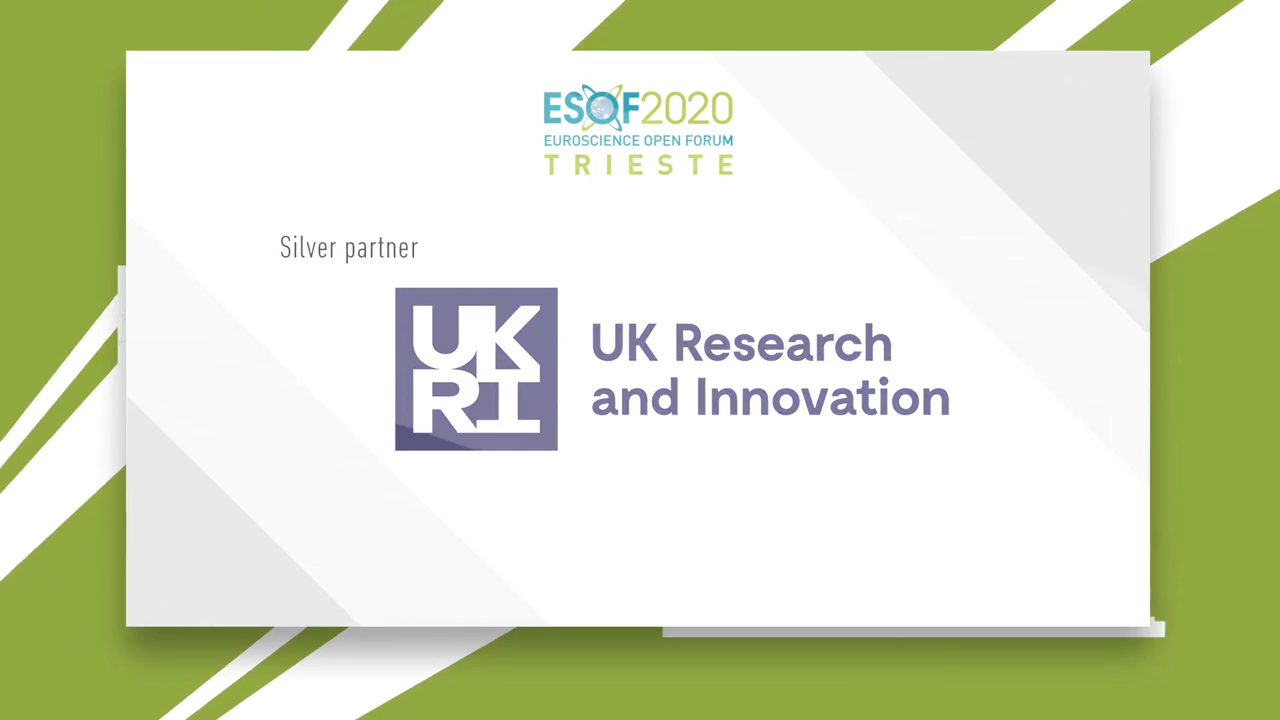 ESOF2020
EUROSCIENCE OPEN FORUM
TRIESTE
Silver partner
UK
RI
UK Research
and Innovation